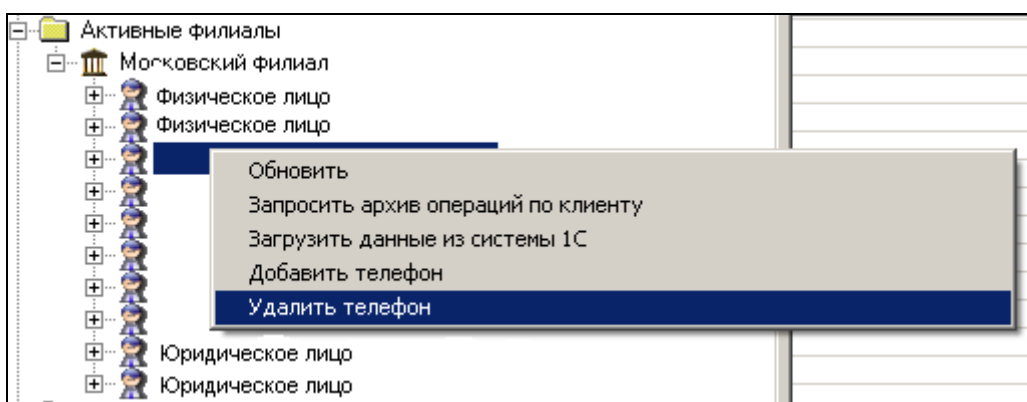 Активные филиалы
Московский филиал
Физическое лицо
Физическое лицо
Обновить
Запросить архив операций по клиенту
Загрузить данные из системы 1С
Добавить телефон
Удалить телефон
Юридическое лицо
Юридическое лицо